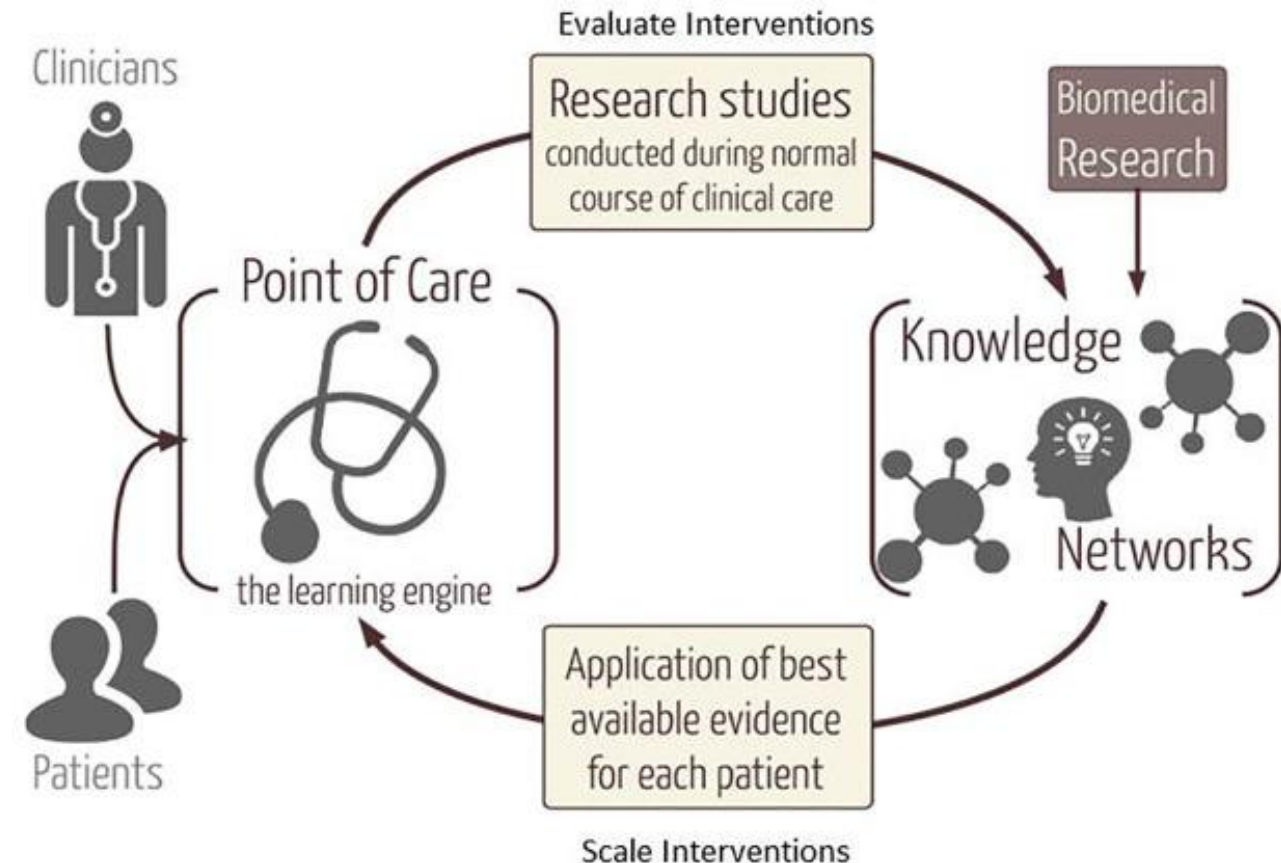 Evaluate Interventions
Clinicians
Research studies
conducted during normal
course of clinical care
Biomedical
Research
Point of Care
the learning engine
Knowledge
Networks
Application of best
available evidence
for each patient
Patients
Scale Interventions